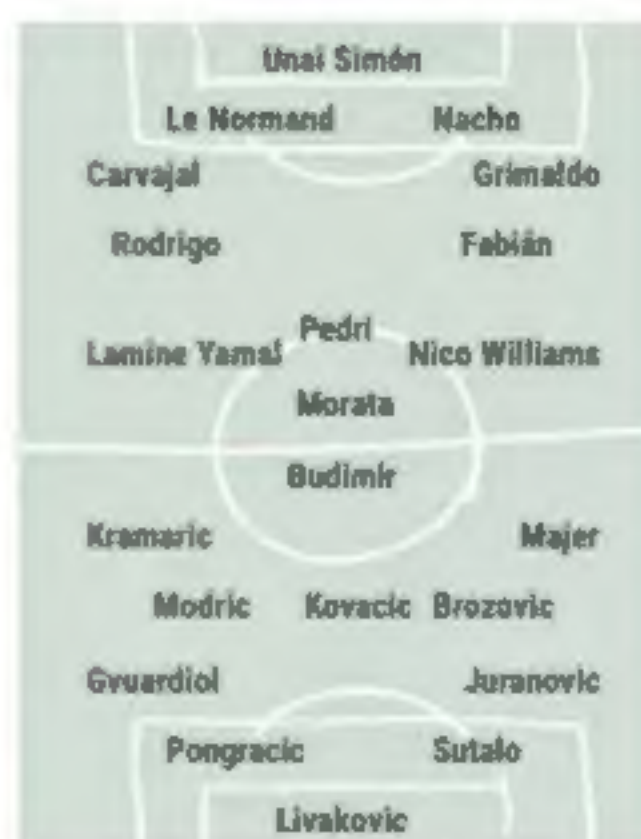 Unai Simón
Le Normand Nacho
Carvajal Grimaldo
Rodrigo Fabián
Pedri
Lamine Yamal Nico Williams
Morata
Budimir
Kramaric Majer
Modric Kovacic Brozovic
Gvuardiol Juranovic
Pongracic Sutalo
Livakovic